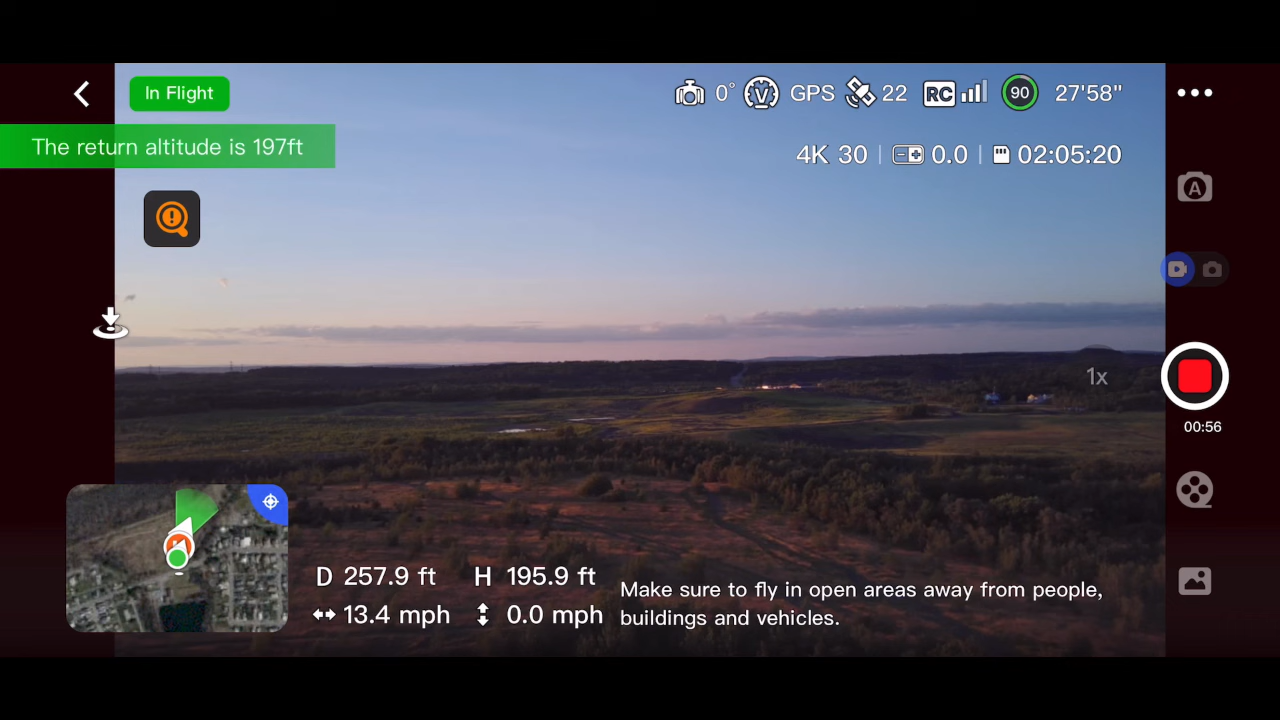 In Flight
0° GPS 22 RC 90 27'58"
The return altitude is 197ft
4K 30 0.0 02:05:20
A
1x
00:56
D 257.9 ft H 195.9 ft
13.4 mph 0.0 mph
Make sure to fly in open areas away from people,
buildings and vehicles.